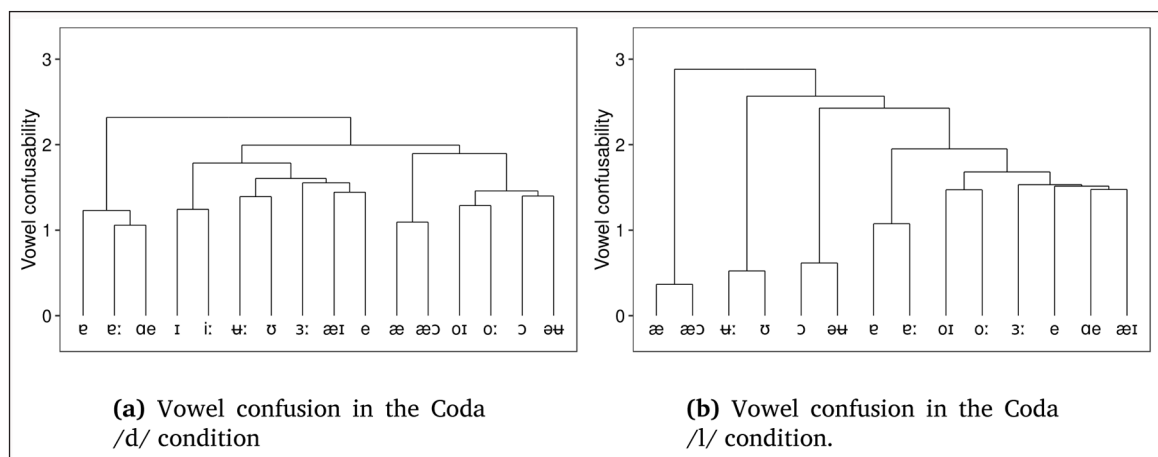 3
2
1
0
Vowel confusability
ɐ ɐː ɑe ɪ iː ʉː ʊ ɜː æɪ e æ æɔ oɪ oː ɔ əʉ
3
2
1
0
Vowel confusability
æ æɔ ʉː ʊ ɔ əʉ ɐ ɐː oɪ oː ɜː e ɑe æɪ
(a) Vowel confusion in the Coda
/d/ condition
(b) Vowel confusion in the Coda
/l/ condition.